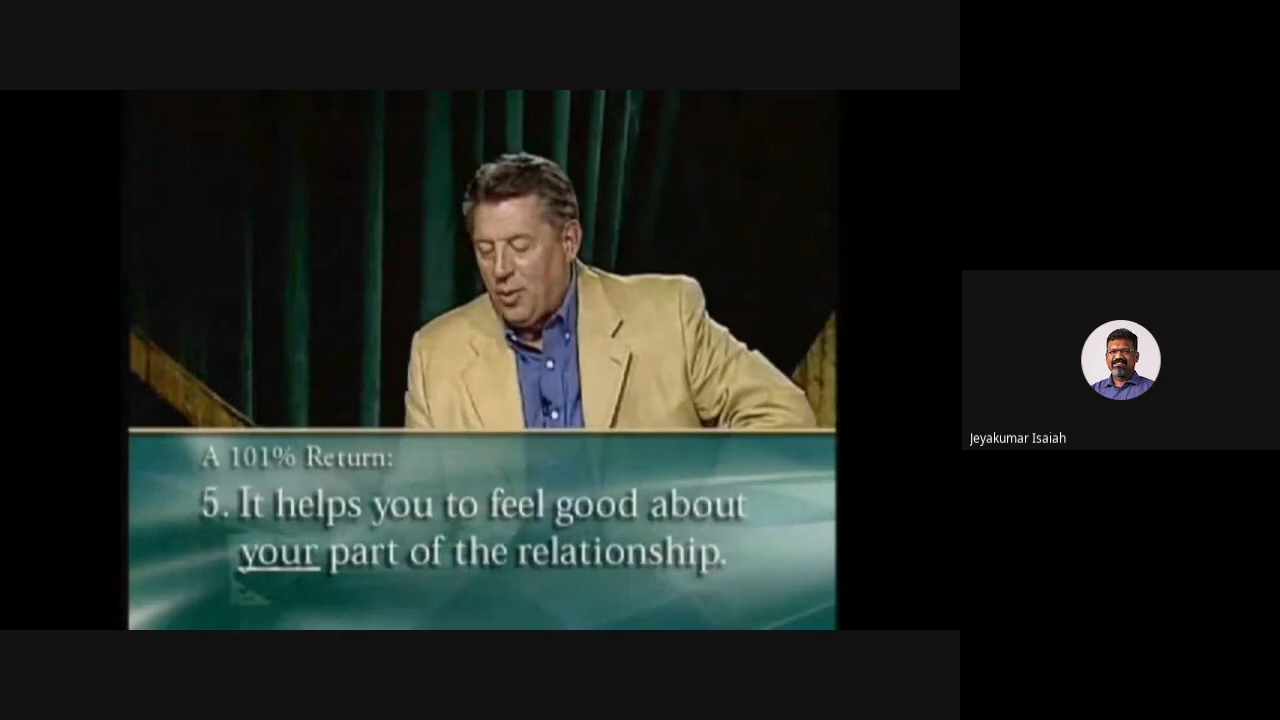 A 101% Return:
5. It helps you to feel good about
your part of the relationship.
Jeyakumar Isaiah